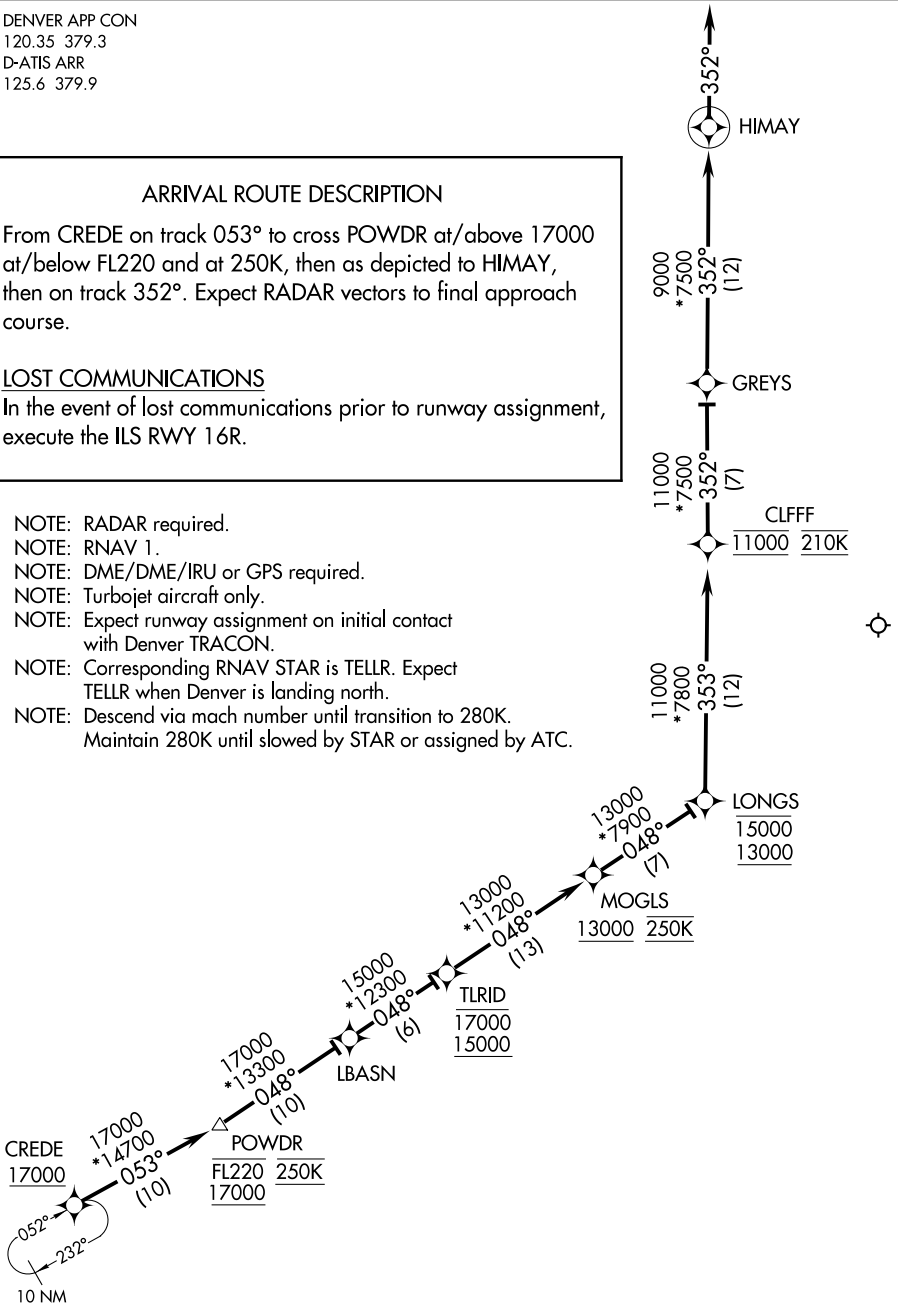 DENVER APP CON
120.35 379.3
D-ATIS ARR
125.6 379.9
352°
HIMAY
ARRIVAL ROUTE DESCRIPTION
From CREDE on track 053° to cross POWDR at/above 17000
at/below FL220 and at 250K, then as depicted to HIMAY,
then on track 352°. Expect RADAR vectors to final approach
course.
LOST COMMUNICATIONS
In the event of lost communications prior to runway assignment,
execute the ILS RWY 16R.
9000
*7500
352°
(12)
GREYS
11000
*7500
352°
(7)
CLFFF
11000 210K
NOTE: RADAR required.
NOTE: RNAV 1.
NOTE: DME/DME/IRU or GPS required.
NOTE: Turbojet aircraft only.
NOTE: Expect runway assignment on initial contact
with Denver TRACON.
NOTE: Corresponding RNAV STAR is TELLR. Expect
TELLR when Denver is landing north.
NOTE: Descend via mach number until transition to 280K.
Maintain 280K until slowed by STAR or assigned by ATC.
11000
*7800
353°
(12)
LONGS
15000
13000
13000
*7900
048°
(7)
MOGLS
13000 250K
13000
*11200
048°
(13)
TLRID
17000
15000
15000
*12300
048°
(6)
LBASN
17000
*13300
048°
(10)
POWDR
FL220 250K
17000
17000
*14700
053°
(10)
CREDE
17000
052°
232°
10 NM